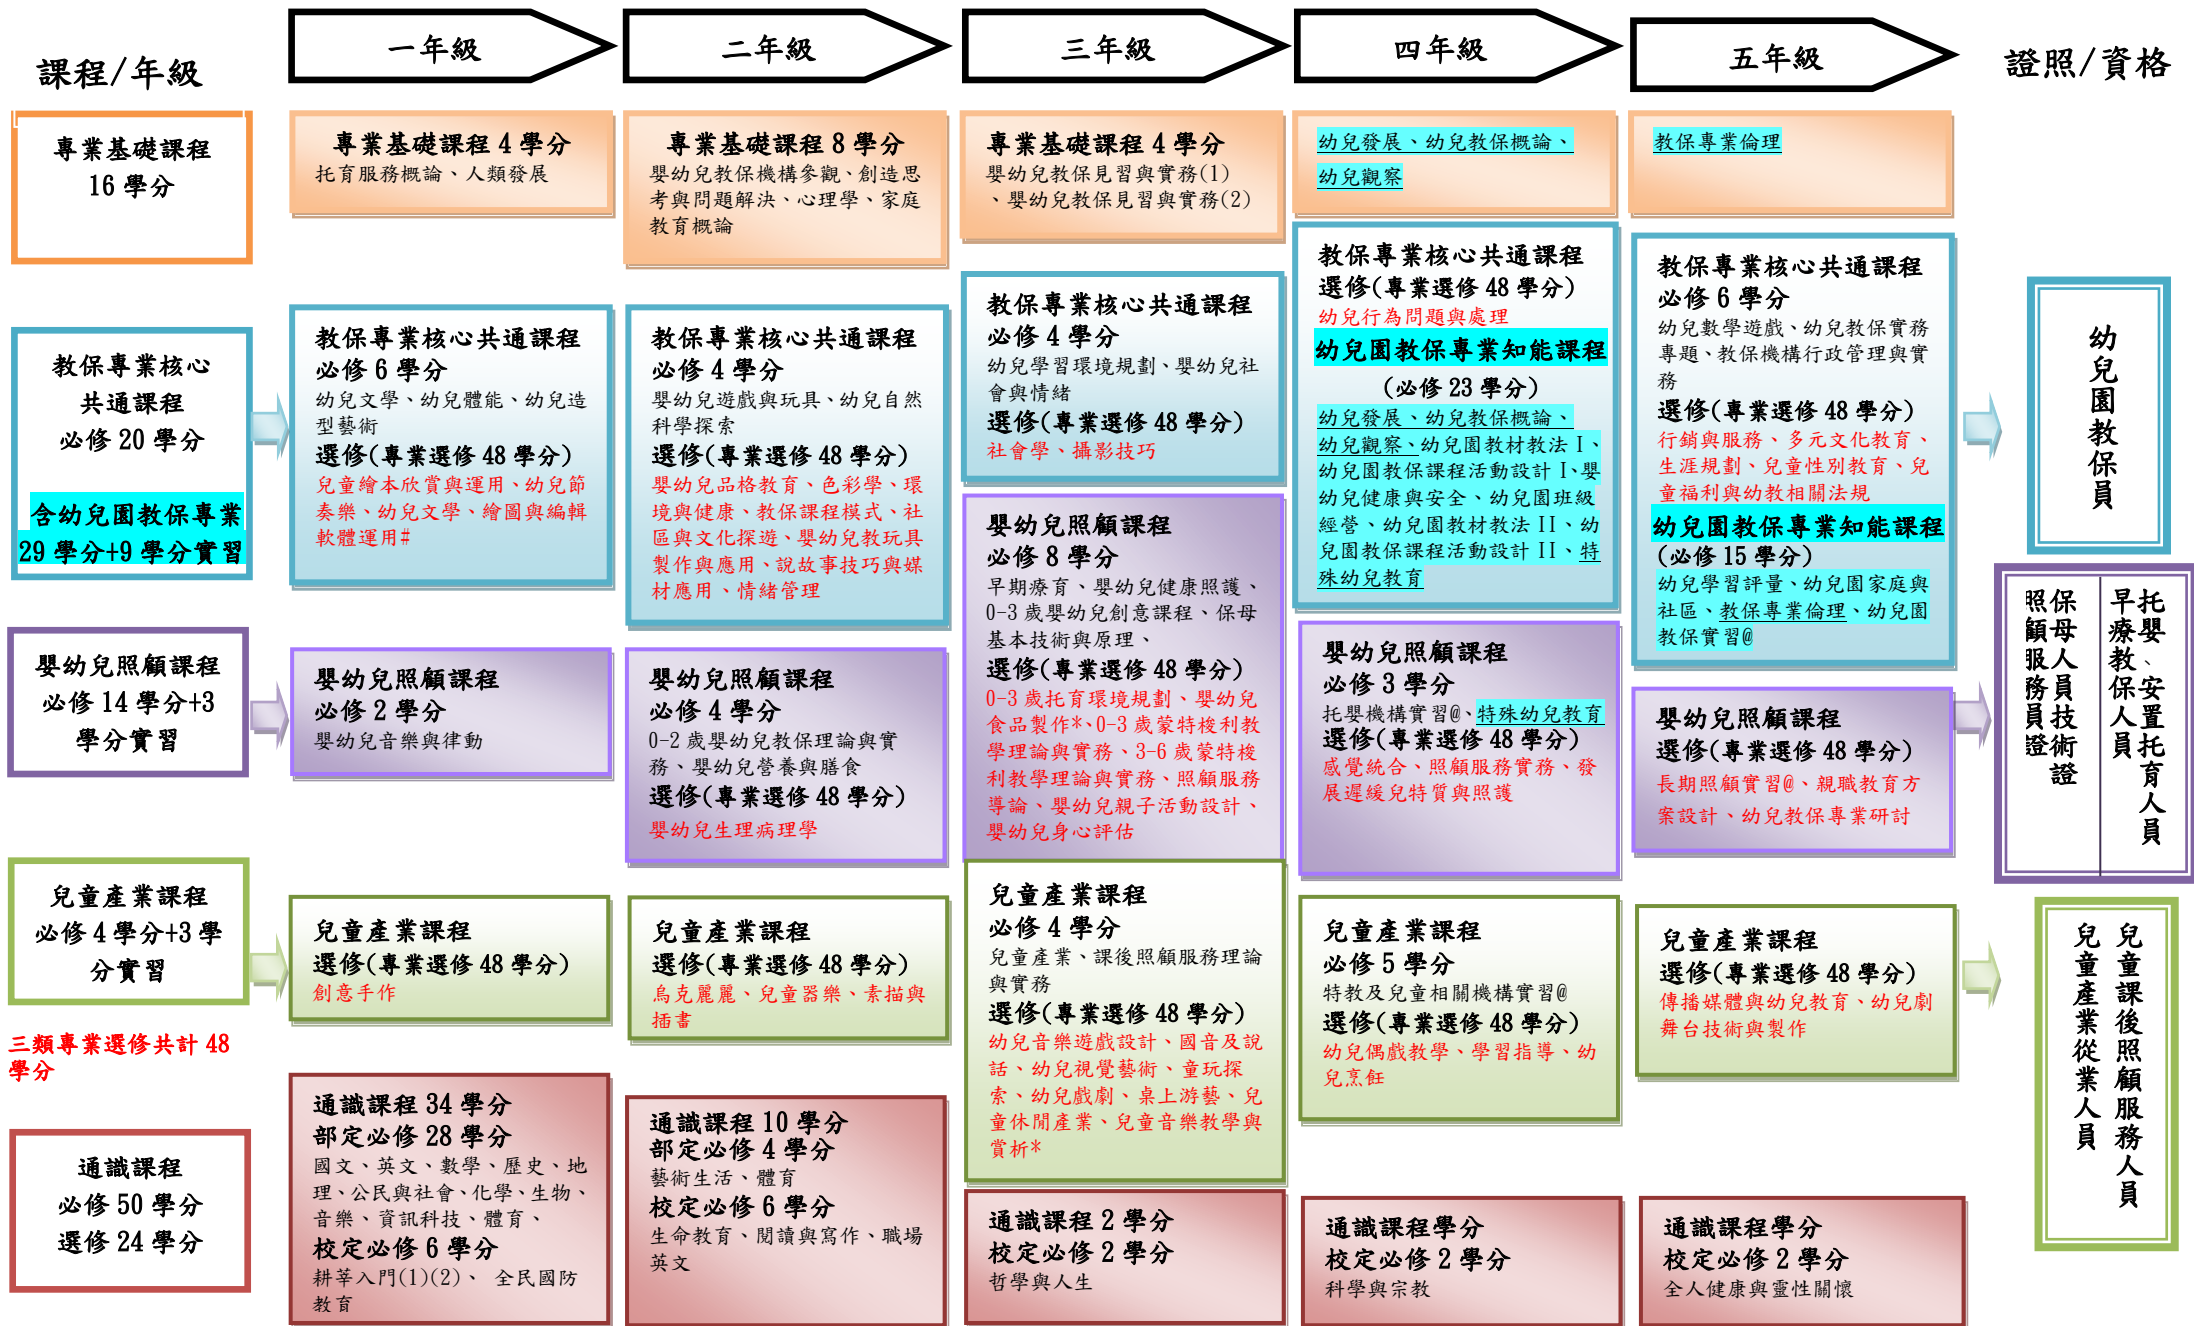 課程/年級
一年級
二年級
三年級
四年級
五年級
證照/資格
專業基礎課程
16 學分
專業基礎課程 4 學分
托育服務概論、人類發展
專業基礎課程 8 學分
嬰幼兒教保機構參觀、創造思
考與問題解決、心理學、家庭
教育概論
專業基礎課程 4 學分
嬰幼兒教保見習與實務(1)
、嬰幼兒教保見習與實務(2)
幼兒發展、幼兒教保概論、
幼兒觀察
教保專業倫理
教保專業核心
共通課程
必修 20 學分
含幼兒園教保專業
29 學分+9 學分實習
教保專業核心共通課程
必修 6 學分
幼兒文學、幼兒體能、幼兒造
型藝術
選修(專業選修 48 學分)
兒童繪本欣賞與運用、幼兒節
奏樂、幼兒文學、繪圖與編輯
軟體運用#
教保專業核心共通課程
必修 4 學分
嬰幼兒遊戲與玩具、幼兒自然
科學探索
選修(專業選修 48 學分)
嬰幼兒品格教育、色彩學、環
境與健康、教保課程模式、社
區與文化探遊、嬰幼兒教玩具
製作與應用、說故事技巧與媒
材應用、情緒管理
教保專業核心共通課程
必修 4 學分
幼兒學習環境規劃、嬰幼兒社
會與情緒
選修(專業選修 48 學分)
社會學、攝影技巧
教保專業核心共通課程
選修(專業選修 48 學分)
幼兒行為問題與處理
幼兒園教保專業知能課程
(必修 23 學分)
幼兒發展、幼兒教保概論、
幼兒觀察、幼兒園教材教法 I、
幼兒園教保課程活動設計 I、嬰
幼兒健康與安全、幼兒園班級
經營、幼兒園教材教法 II、幼
兒園教保課程活動設計 II、特
殊幼兒教育
教保專業核心共通課程
必修 6 學分
幼兒數學遊戲、幼兒教保實務
專題、教保機構行政管理與實
務
選修(專業選修 48 學分)
行銷與服務、多元文化教育、
生涯規劃、兒童性別教育、兒
童福利與幼教相關法規
幼兒園教保專業知能課程
(必修 15 學分)
幼兒學習評量、幼兒園家庭與
社區、教保專業倫理、幼兒園
教保實習@
幼兒園教保員
嬰幼兒照顧課程
必修 14 學分+3
學分實習
嬰幼兒照顧課程
必修 2 學分
嬰幼兒音樂與律動
嬰幼兒照顧課程
必修 4 學分
0-2 歲嬰幼兒教保理論與實
務、嬰幼兒營養與膳食
選修(專業選修 48 學分)
嬰幼兒生理病理學
嬰幼兒照顧課程
必修 8 學分
早期療育、嬰幼兒健康照護、
0-3 歲嬰幼兒創意課程、保母
基本技術與原理、
選修(專業選修 48 學分)
0-3 歲托育環境規劃、嬰幼兒
食品製作*、0-3 歲蒙特梭利教
學理論與實務、3-6 歲蒙特梭
利教學理論與實務、照顧服務
導論、嬰幼兒親子活動設計、
嬰幼兒身心評估
嬰幼兒照顧課程
必修 3 學分
托嬰機構實習@、特殊幼兒教育
選修(專業選修 48 學分)
感覺統合、照顧服務實務、發
展遲緩兒特質與照護
嬰幼兒照顧課程
選修(專業選修 48 學分)
長期照顧實習@、親職教育方
案設計、幼兒教保專業研討
托嬰、安置托育人員
早療教保人員
保母人員技術證
照顧服務員證
兒童產業課程
必修 4 學分+3 學
分實習
兒童產業課程
選修(專業選修 48 學分)
創意手作
兒童產業課程
選修(專業選修 48 學分)
烏克麗麗、兒童器樂、素描與
插畫
兒童產業課程
必修 4 學分
兒童產業、課後照顧服務理論
與實務
選修(專業選修 48 學分)
幼兒音樂遊戲設計、國音及說
話、幼兒視覺藝術、童玩探
索、幼兒戲劇、桌上游藝、兒
童休閒產業、兒童音樂教學與
賞析*
兒童產業課程
必修 5 學分
特教及兒童相關機構實習@
選修(專業選修 48 學分)
幼兒偶戲教學、學習指導、幼
兒烹飪
兒童產業課程
選修(專業選修 48 學分)
傳播媒體與幼兒教育、幼兒劇
舞台技術與製作
兒童課後照顧服務人員
兒童產業從業人員
三類專業選修共計 48
學分
通識課程
必修 50 學分
選修 24 學分
通識課程 34 學分
部定必修 28 學分
國文、英文、數學、歷史、地
理、公民與社會、化學、生物、
音樂、資訊科技、體育、
校定必修 6 學分
耕莘入門(1)(2)、 全民國防
教育
通識課程 10 學分
部定必修 4 學分
藝術生活、體育
校定必修 6 學分
生命教育、閱讀與寫作、職場
英文
通識課程 2 學分
校定必修 2 學分
哲學與人生
通識課程學分
校定必修 2 學分
科學與宗教
通識課程學分
校定必修 2 學分
全人健康與靈性關懷